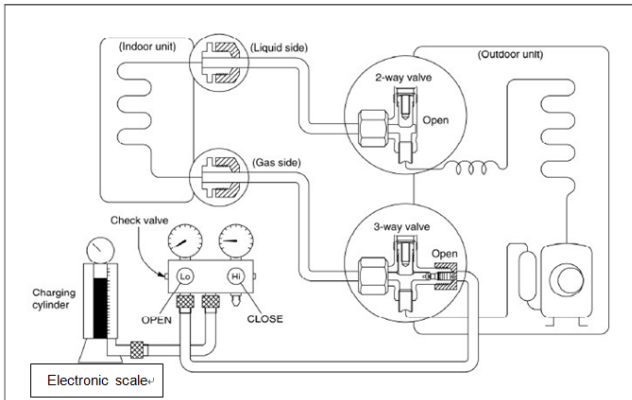 (Indoor unit)
(Liquid side)
2-way valve
(Outdoor unit)
Open
(Gas side)
3-way valve
Open
Check valve
Lo
Hi
Charging
cylinder
OPEN
CLOSE
Electronic scale